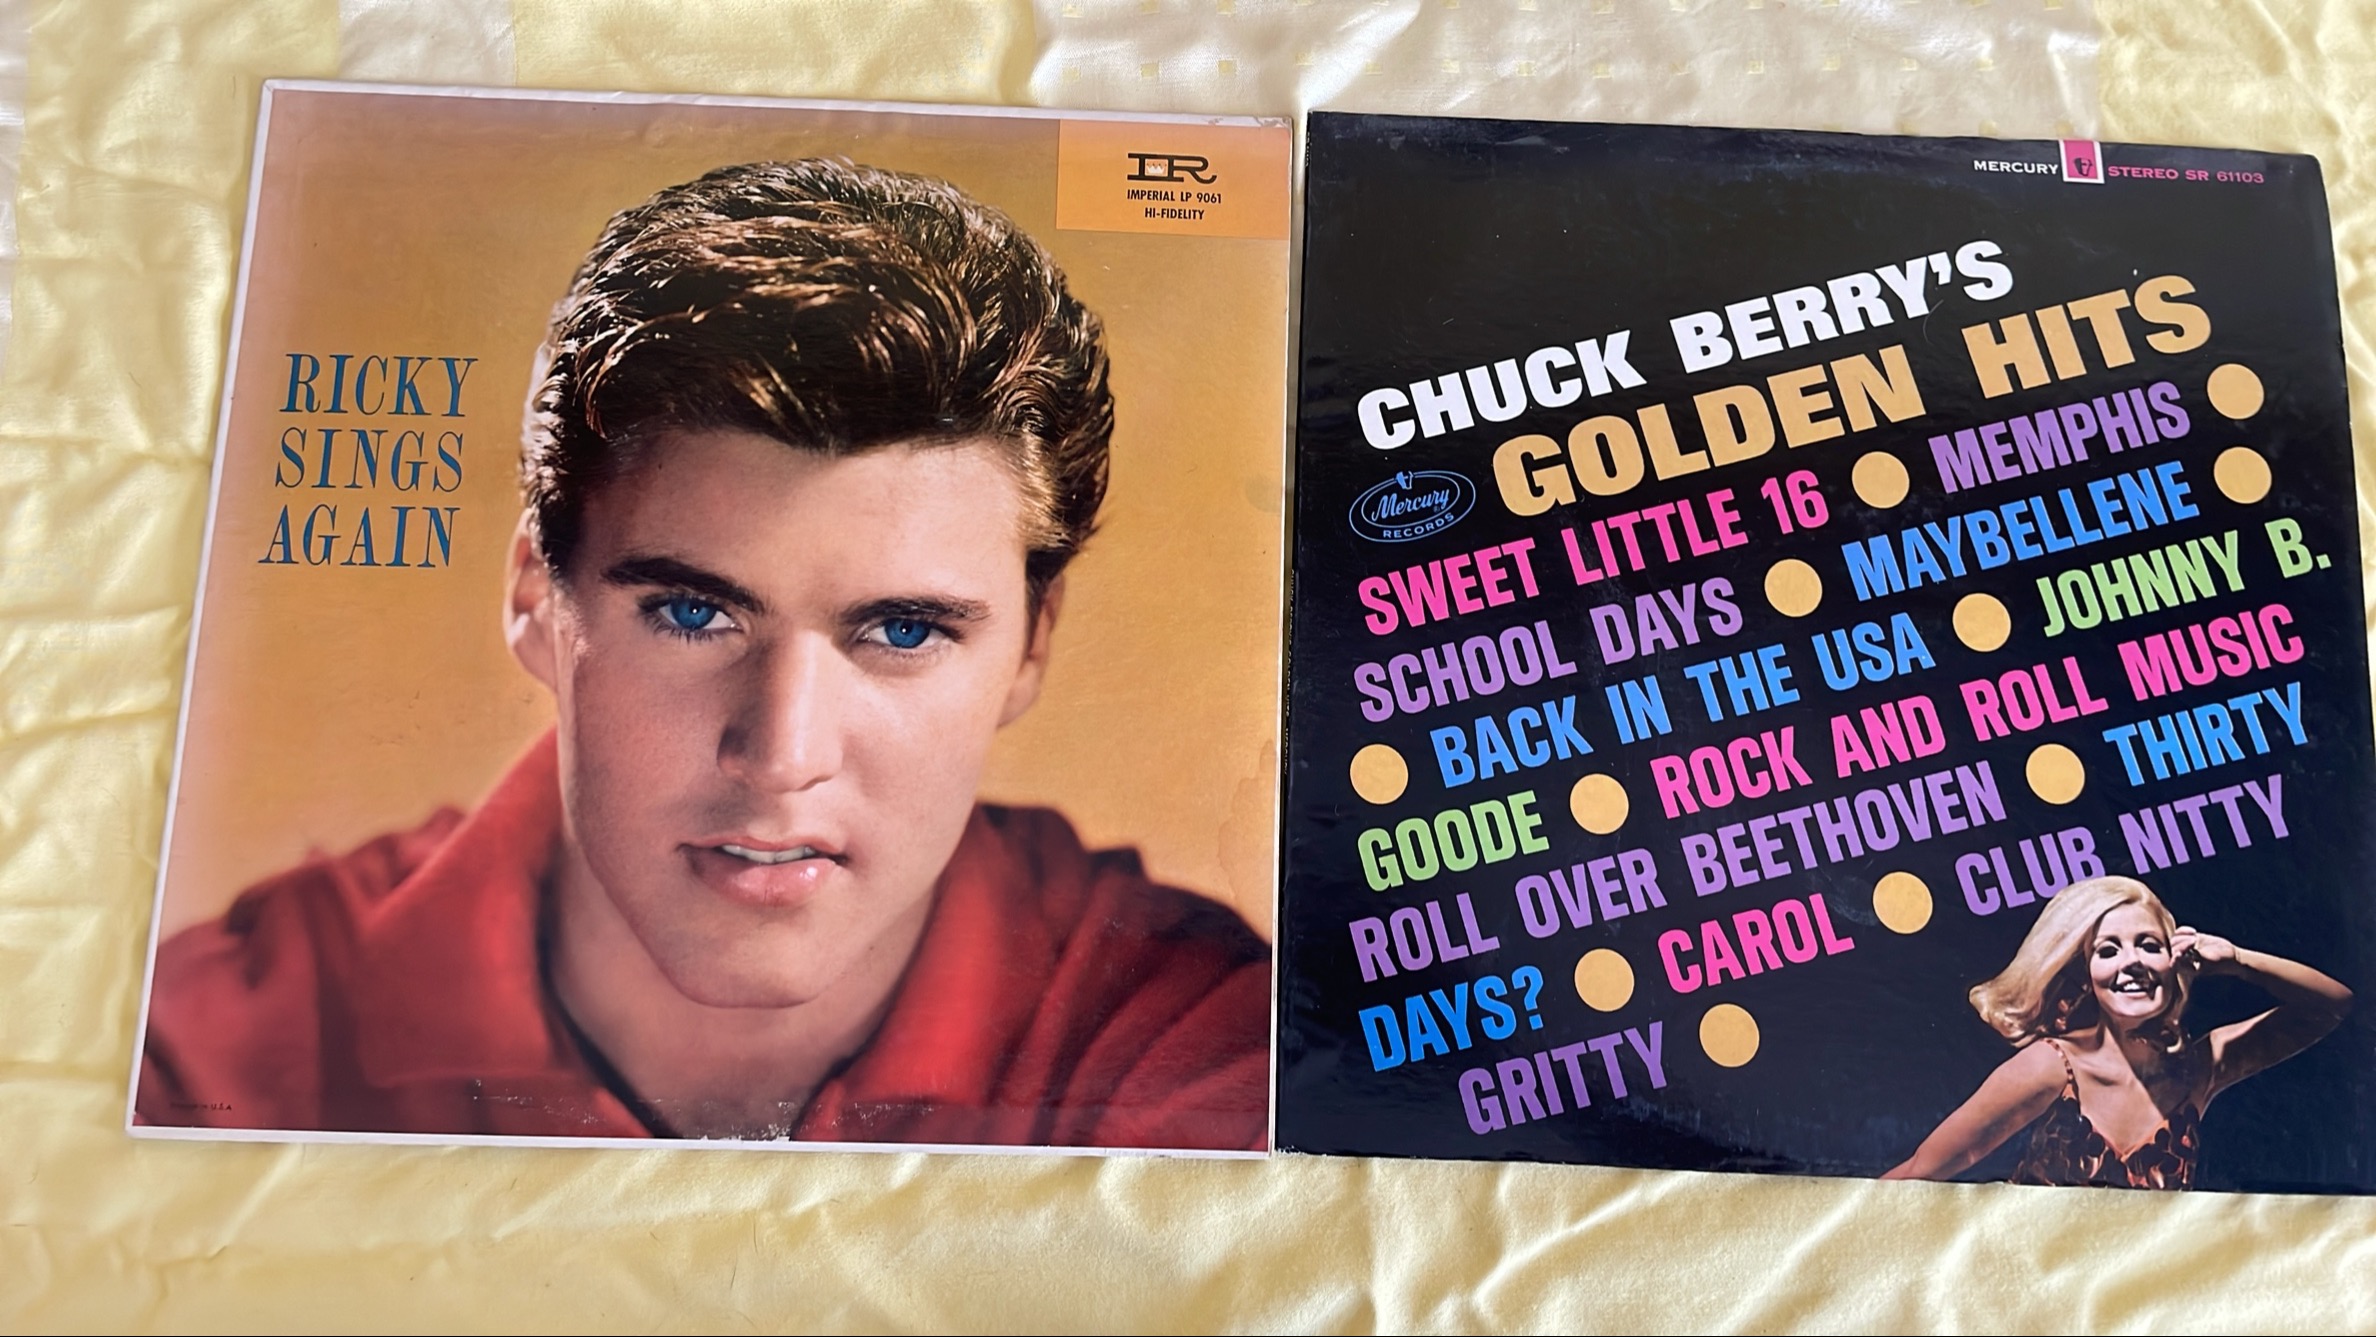 RICKY
SINGS
AGAIN
IR
IMPERIAL LP 9061
HI-FIDELITY
MERCURY STEREO SR 61103
CHUCK BERRY'S
GOLDEN HITS
Mercury
RECORDS
SWEET LITTLE 16 MEMPHIS
SCHOOL DAYS MAYBELLENE
BACK IN THE USA JOHNNY B.
GOODE ROCK AND ROLL MUSIC
ROLL OVER BEETHOVEN THIRTY
DAYS? CAROL CLUB NITTY
GRITTY